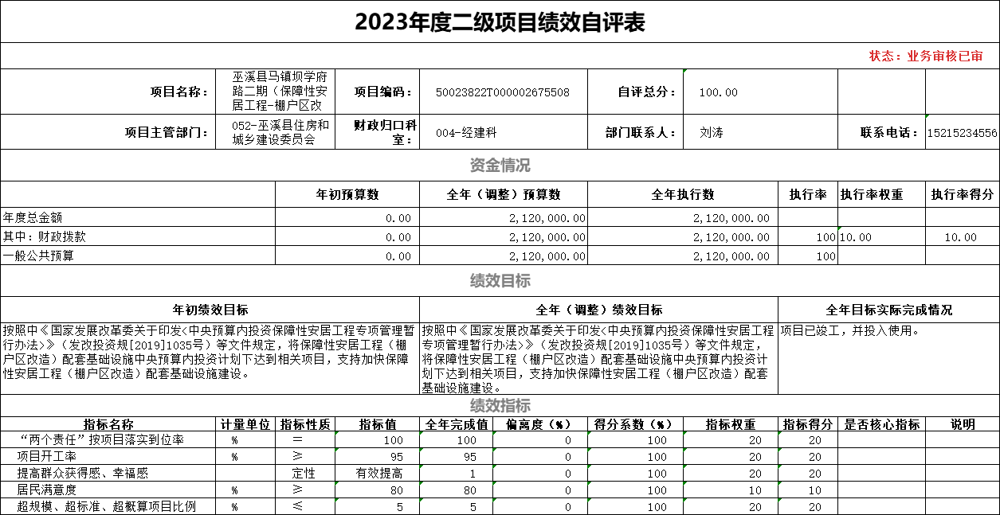 2023年度二级项目绩效自评表
状态：业务审核已审
项目名称： 巫溪县马镇坝学府路二期（保障性安居工程-棚户区改 项目编码： 50023822T000002675508 自评总分： 100.00
项目主管部门： 052-巫溪县住房和城乡建设委员会 财政归口科室： 004-经建科 部门联系人： 刘涛 联系电话： 15215234556
资金情况
年初预算数 全年（调整）预算数 全年执行数 执行率 执行率权重 执行率得分
年度总金额 0.00 2,120,000.00 2,120,000.00
其中：财政拨款 0.00 2,120,000.00 2,120,000.00 100 10.00 10.00
一般公共预算 0.00 2,120,000.00 2,120,000.00 100
绩效目标
年初绩效目标 全年（调整）绩效目标 全年目标实际完成情况
按照中《国家发展改革委关于印发<中央预算内投资保障性安居工程专项管理暂
行办法>》（发改投资规[2019]1035号）等文件规定，将保障性安居工程（棚
户区改造）配套基础设施中央预算内投资计划下达到相关项目，支持加快保障
性安居工程（棚户区改造）配套基础设施建设。
按照中《国家发展改革委关于印发<中央预算内投资保障性安居工程
专项管理暂行办法>》（发改投资规[2019]1035号）等文件规定，
将保障性安居工程（棚户区改造）配套基础设施中央预算内投资计
划下达到相关项目，支持加快保障性安居工程（棚户区改造）配套
基础设施建设。
项目已竣工，并投入使用。
绩效指标
指标名称 计量单位 指标性质 指标值 全年完成值 偏离度（%） 得分系数（%） 指标权重 指标得分 是否核心指标 说明
“两个责任”按项目落实到位率 % ＝ 100 100 0 100 20 20
项目开工率 % ≥ 95 95 0 100 20 20
提高群众获得感、幸福感 定性 有效提高 1 0 100 20 20
居民满意度 % ≥ 80 80 0 100 10 10
超规模、超标准、超概算项目比例 % ≤ 5 5 0 100 20 20